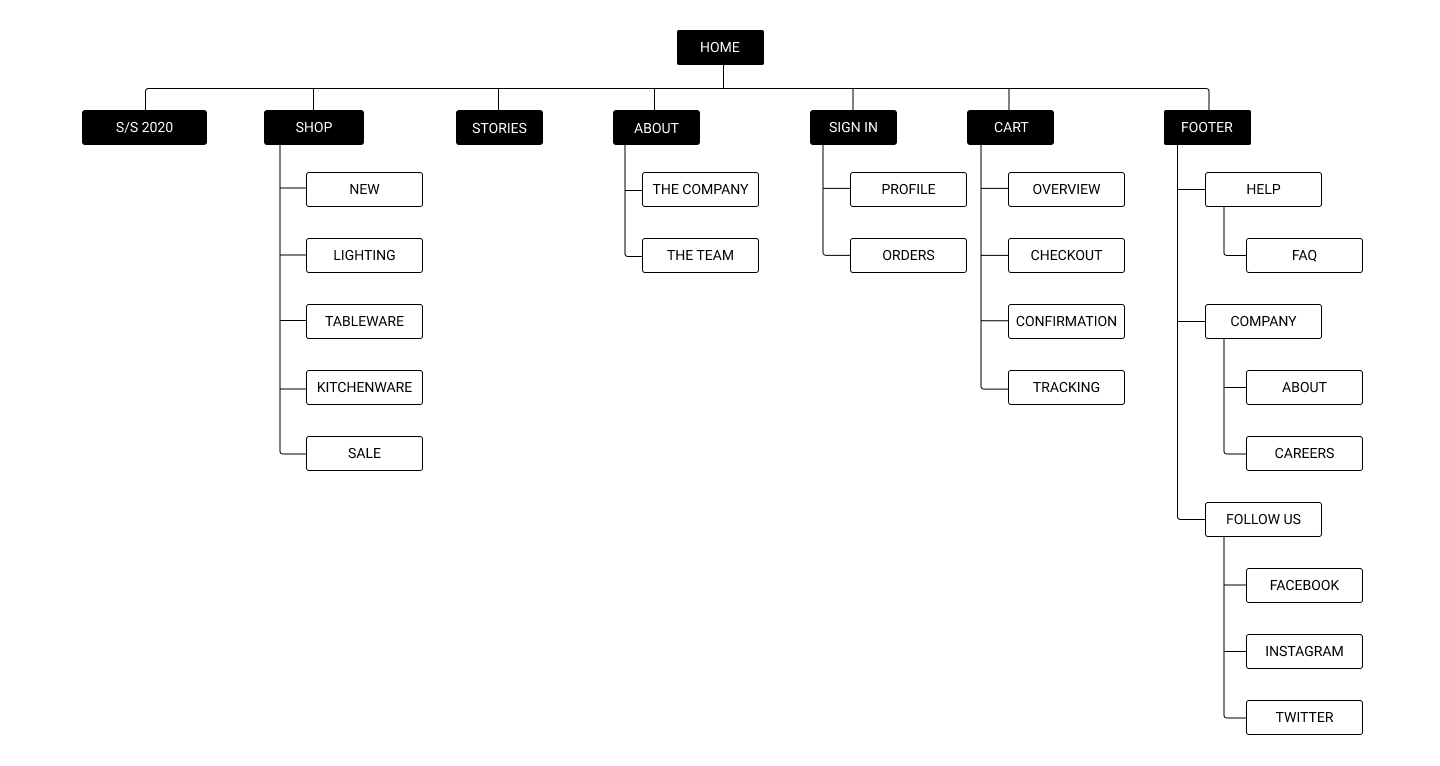 HOME
S/S 2020
SHOP
STORIES
ABOUT
SIGN IN
CART
FOOTER
NEW
LIGHTING
TABLEWARE
KITCHENWARE
SALE
THE COMPANY
THE TEAM
PROFILE
ORDERS
OVERVIEW
CHECKOUT
CONFIRMATION
TRACKING
HELP
FAQ
COMPANY
ABOUT
CAREERS
FOLLOW US
FACEBOOK
INSTAGRAM
TWITTER